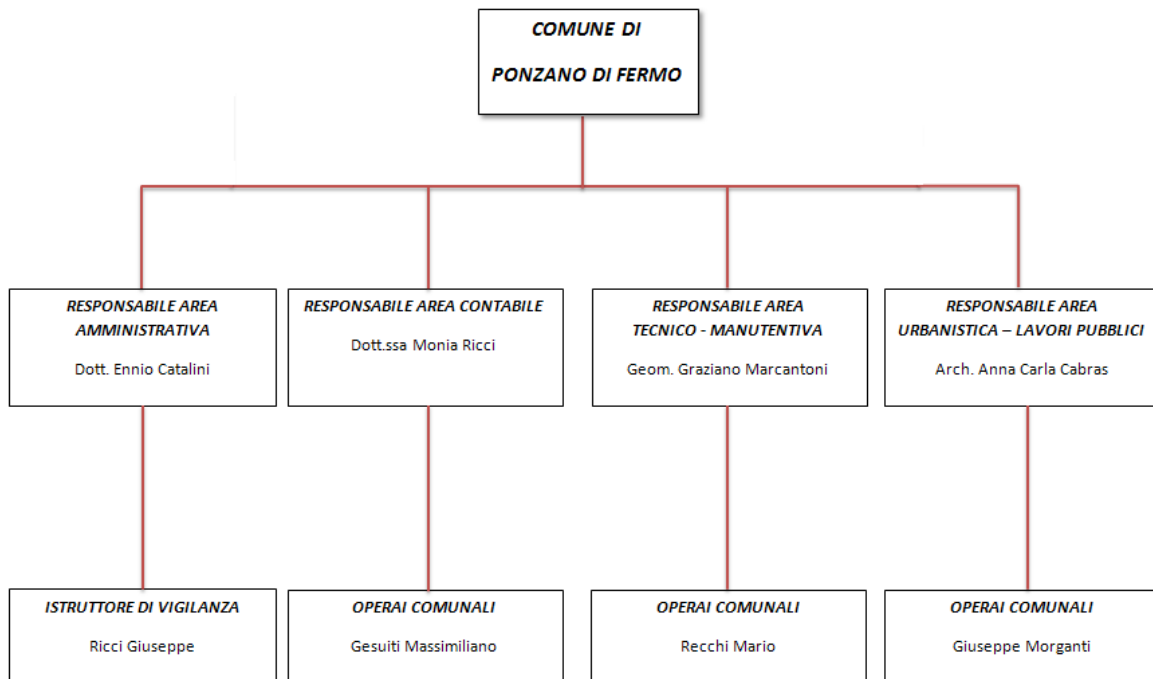 COMUNE DI
PONZANO DI FERMO
RESPONSABILE AREA
AMMINISTRATIVA
Dott. Ennio Catalini
RESPONSABILE AREA CONTABILE
Dott.ssa Monia Ricci
RESPONSABILE AREA
TECNICO - MANUTENTIVA
Geom. Graziano Marcantoni
RESPONSABILE AREA
URBANISTICA – LAVORI PUBBLICI
Arch. Anna Carla Cabras
ISTRUTTORE DI VIGILANZA
Ricci Giuseppe
OPERAI COMUNALI
Gesuiti Massimiliano
OPERAI COMUNALI
Recchi Mario
OPERAI COMUNALI
Giuseppe Morganti